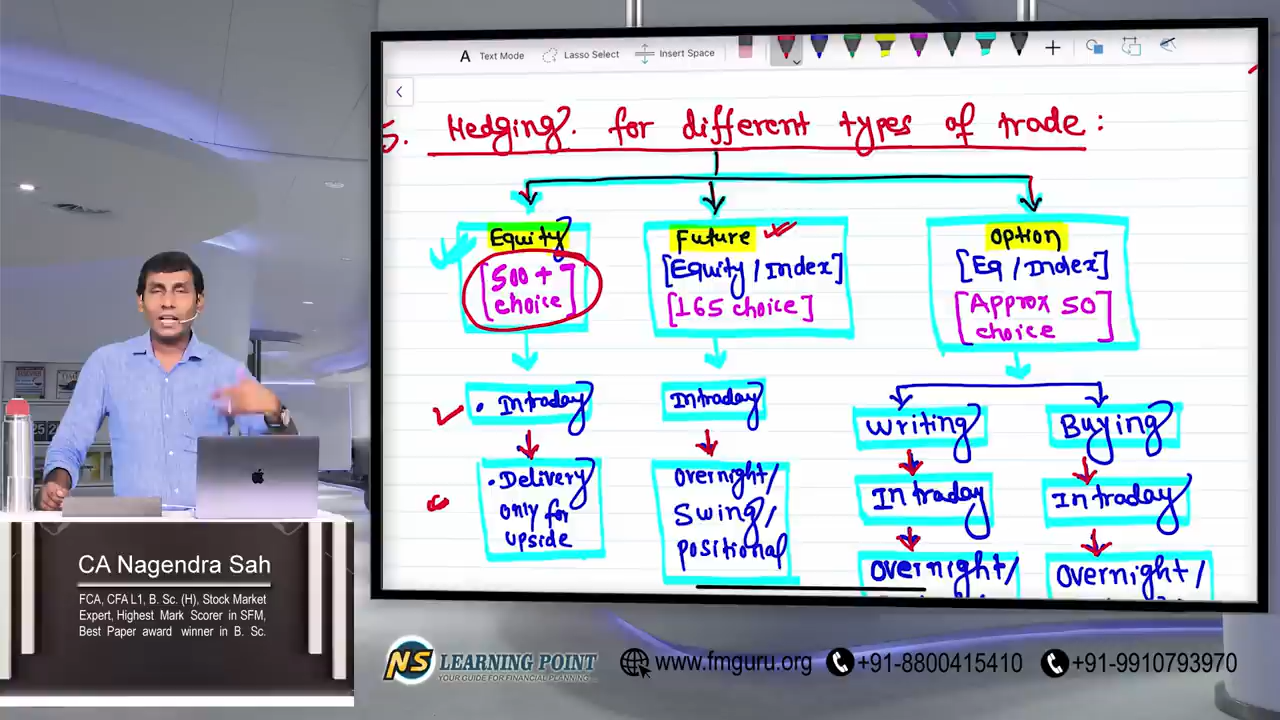 Text Mode
Lasso Select
Insert Space
5. Hedging. for different types of trade :
Equity
[500 +
choice]
Future
[Equity / Index]
[165 choice]
option
[Eq / Index]
[Approx 50
choice]
• Intraday
• Delivery
only for
upside
Intraday
Overnight/
Swing/
positional
Writing
Intraday
Overnight/
Buying
Intraday
Overnight/
CA Nagendra Sah
FCA, CFA L1, B. Sc. (H), Stock Market
Expert, Highest Mark Scorer in SFM,
Best Paper award winner in B. Sc.
NS LEARNING POINT
YOUR GUIDE FOR FINANCIAL PLANNING...
www.fmguru.org
+91-8800415410
+91-9910793970